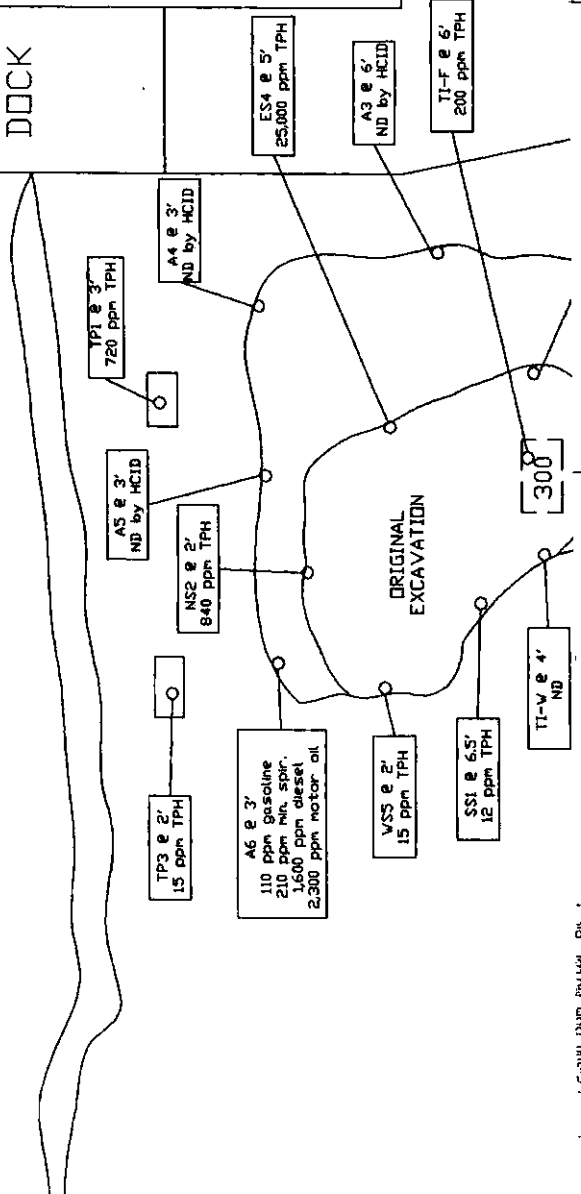 DOCK
ES4 @ 5'
25,000 ppm TPH
A3 @ 6'
ND by HCID
TI-F @ 6'
200 ppm TPH
A4 @ 3'
ND by HCID
TP1 @ 3'
720 ppm TPH
A5 @ 3'
ND by HCID
NS2 @ 2'
840 ppm TPH
ORIGINAL
EXCAVATION
300
TP3 @ 2'
15 ppm TPH
A6 @ 3'
110 ppm gasoline
210 ppm min. spir.
1,600 ppm diesel
2,300 ppm motor oil
WS5 @ 2'
15 ppm TPH
SS1 @ 6.5'
12 ppm TPH
TI-W @ 4'
ND